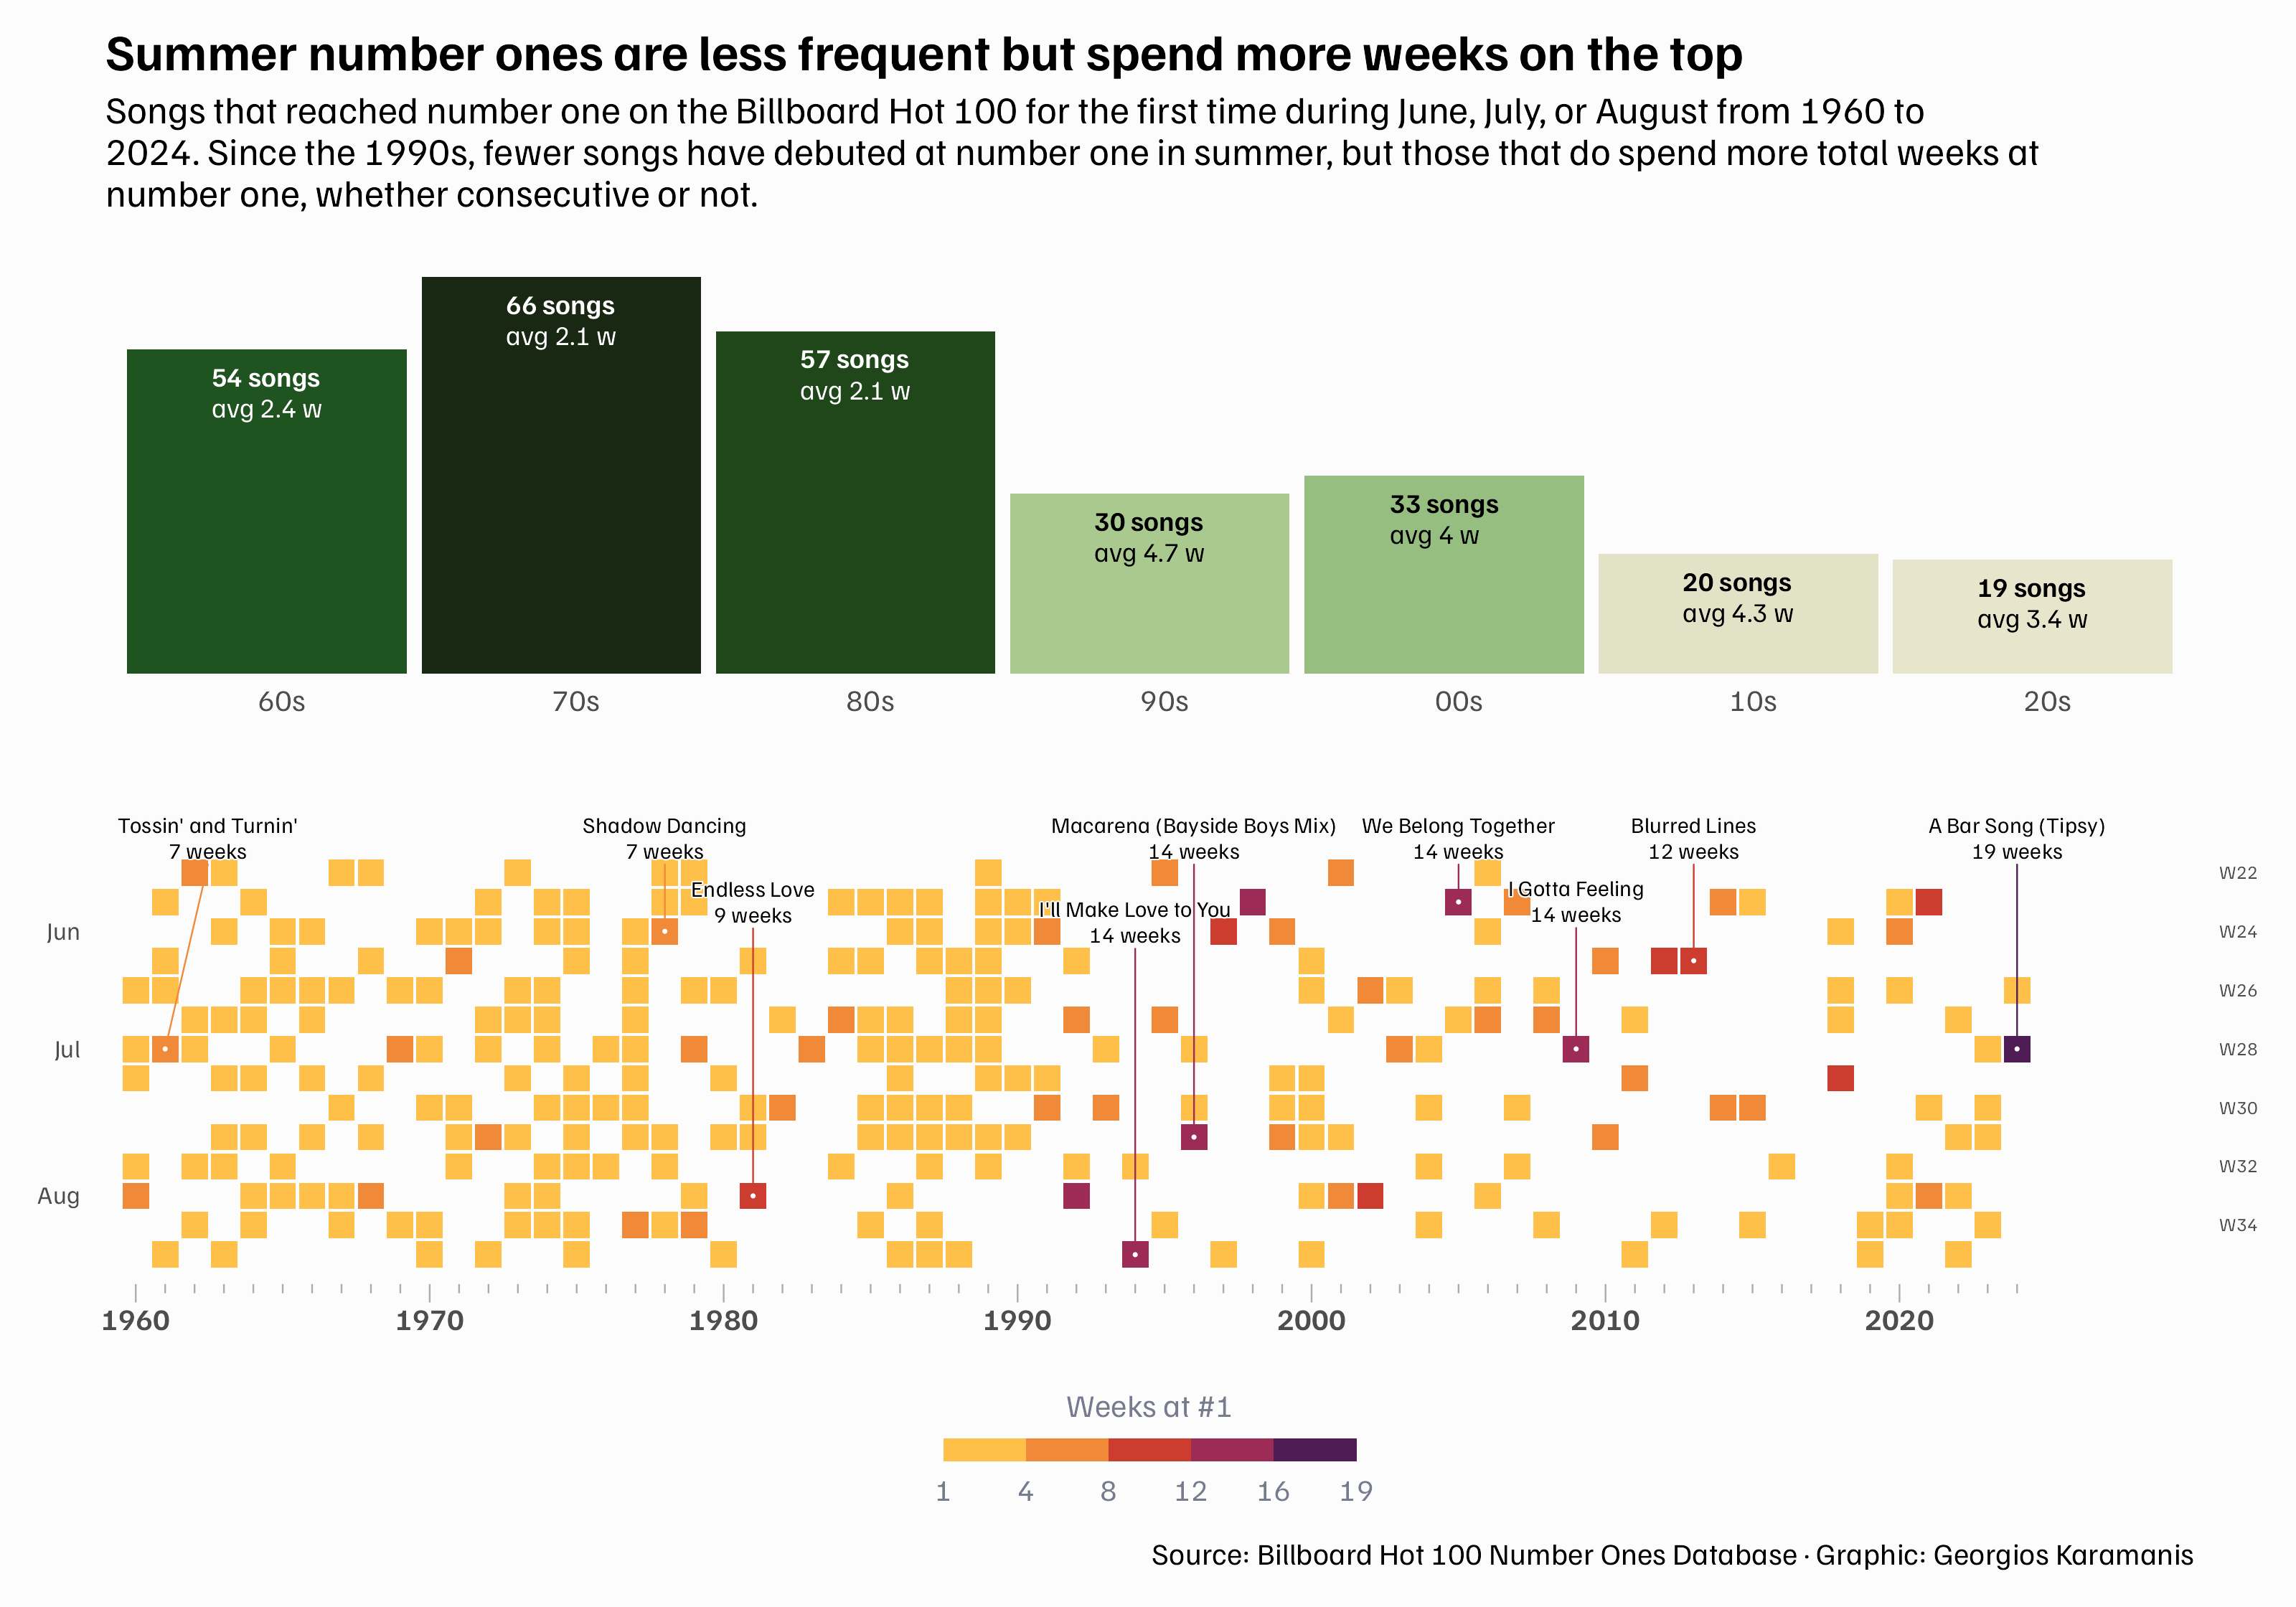 Summer number ones are less frequent but spend more weeks on the top
Songs that reached number one on the Billboard Hot 100 for the first time during June, July, or August from 1960 to
2024. Since the 1990s, fewer songs have debuted at number one in summer, but those that do spend more total weeks at
number one, whether consecutive or not.
54 songs
avg 2.4 w
66 songs
avg 2.1 w
57 songs
avg 2.1 w
30 songs
avg 4.7 w
33 songs
avg 4 w
20 songs
avg 4.3 w
19 songs
avg 3.4 w
60s
70s
80s
90s
00s
10s
20s
Tossin' and Turnin'
7 weeks
Shadow Dancing
7 weeks
Endless Love
9 weeks
I'll Make Love to You
14 weeks
Macarena (Bayside Boys Mix)
14 weeks
We Belong Together
14 weeks
I Gotta Feeling
14 weeks
Blurred Lines
12 weeks
A Bar Song (Tipsy)
19 weeks
Jun
Jul
Aug
W22
W24
W26
W28
W30
W32
W34
1960
1970
1980
1990
2000
2010
2020
Weeks at #1
1
4
8
12
16
19
Source: Billboard Hot 100 Number Ones Database · Graphic: Georgios Karamanis